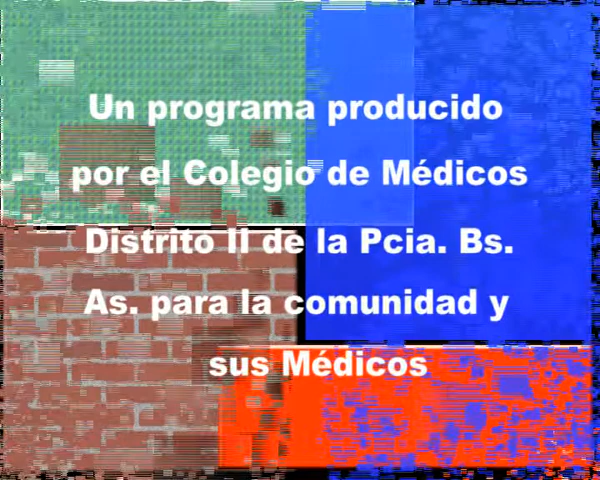 Un programa producido
por el Colegio de Médicos
Distrito II de la Pcia. Bs.
As. para la comunidad y
sus Médicos